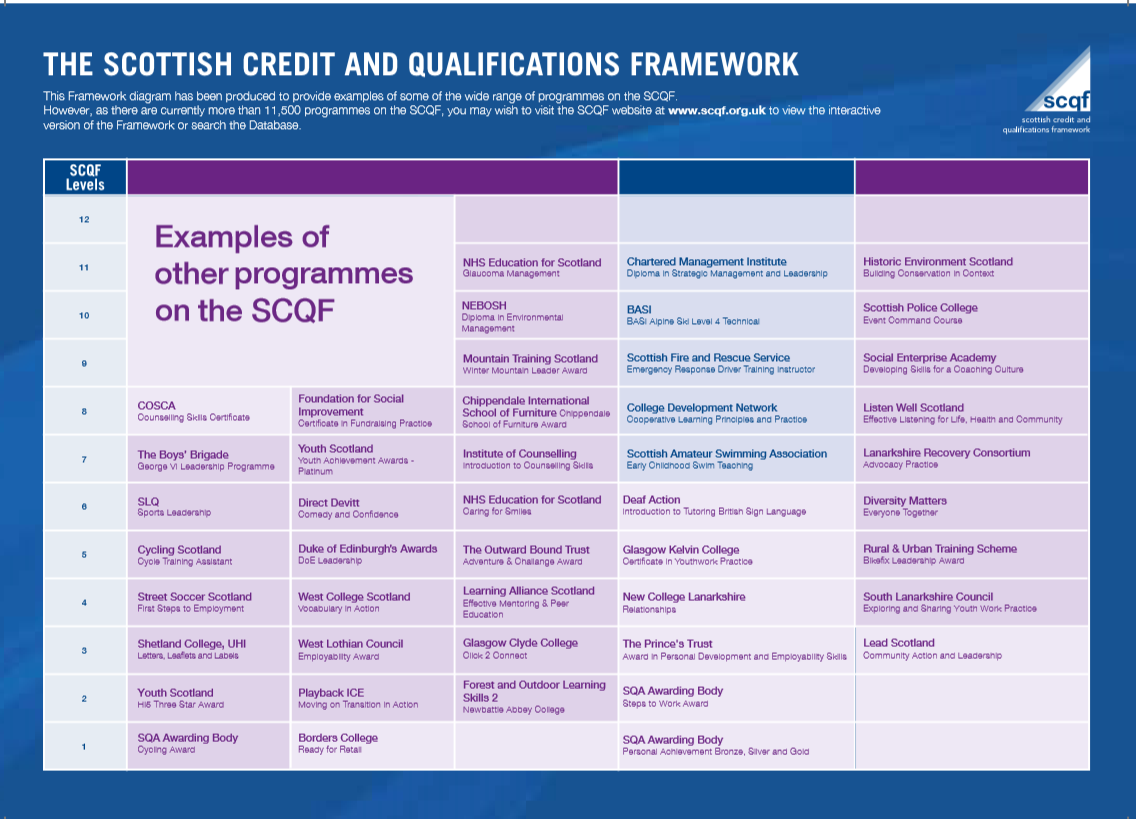 THE SCOTTISH CREDIT AND QUALIFICATIONS FRAMEWORK
This Framework diagram has been produced to provide examples of some of the wide range of programmes on the SCQF.
However, as there are currently more than 11,500 programmes on the SCQF, you may wish to visit the SCQF website at www.scqf.org.uk to view the interactive
version of the Framework or search the Database.
scqf
scottish credit and
qualifications framework
SCQF
Levels
Examples of
other programmes
on the SCQF
12
11
NHS Education for Scotland
Glaucoma Management
Chartered Management Institute
Diploma in Strategic Management and Leadership
Historic Environment Scotland
Building Conservation in Context
10
NEBOSH
Diploma in Environmental
Management
BASI
BASI Alpine Ski Level 4 Technical
Scottish Police College
Event Command Course
9
Mountain Training Scotland
Winter Mountain Leader Award
Scottish Fire and Rescue Service
Emergency Response Driver Training Instructor
Social Enterprise Academy
Developing Skills for a Coaching Culture
8
COSCA
Counselling Skills Certificate
Foundation for Social
Improvement
Certificate in Fundraising Practice
Chippendale International
School of Furniture Chippendale
School of Furniture Award
College Development Network
Cooperative Learning Principles and Practice
Listen Well Scotland
Effective Listening for Life, Health and Community
7
The Boys' Brigade
George VI Leadership Programme
Youth Scotland
Youth Achievement Awards -
Platinum
Institute of Counselling
Introduction to Counselling Skills
Scottish Amateur Swimming Association
Early Childhood Swim Teaching
Lanarkshire Recovery Consortium
Advocacy Practice
6
SLQ
Sports Leadership
Direct Devitt
Comedy and Confidence
NHS Education for Scotland
Caring for Smiles
Deaf Action
Introduction to Tutoring British Sign Language
Diversity Matters
Everyone Together
5
Cycling Scotland
Cycle Training Assistant
Duke of Edinburgh's Awards
DoE Leadership
The Outward Bound Trust
Adventure & Challange Award
Glasgow Kelvin College
Certificate in Youthwork Practice
Rural & Urban Training Scheme
Bikefix Leadership Award
4
Street Soccer Scotland
First Steps to Employment
West College Scotland
Vocabulary in Action
Learning Alliance Scotland
Effective Mentoring & Peer
Education
New College Lanarkshire
Relationships
South Lanarkshire Council
Exploring and Sharing Youth Work Practice
3
Shetland College, UHI
Letters, Leaflets and Labels
West Lothian Council
Employability Award
Glasgow Clyde College
Click 2 Connect
The Prince's Trust
Award in Personal Development and Employability Skills
Lead Scotland
Community Action and Leadership
2
Youth Scotland
Hi5 Three Star Award
Playback ICE
Moving on Transition in Action
Forest and Outdoor Learning
Skills 2
Newbattle Abbey College
SQA Awarding Body
Steps to Work Award
1
SQA Awarding Body
Cycling Award
Borders College
Ready for Retail
SQA Awarding Body
Personal Achievement Bronze, Silver and Gold